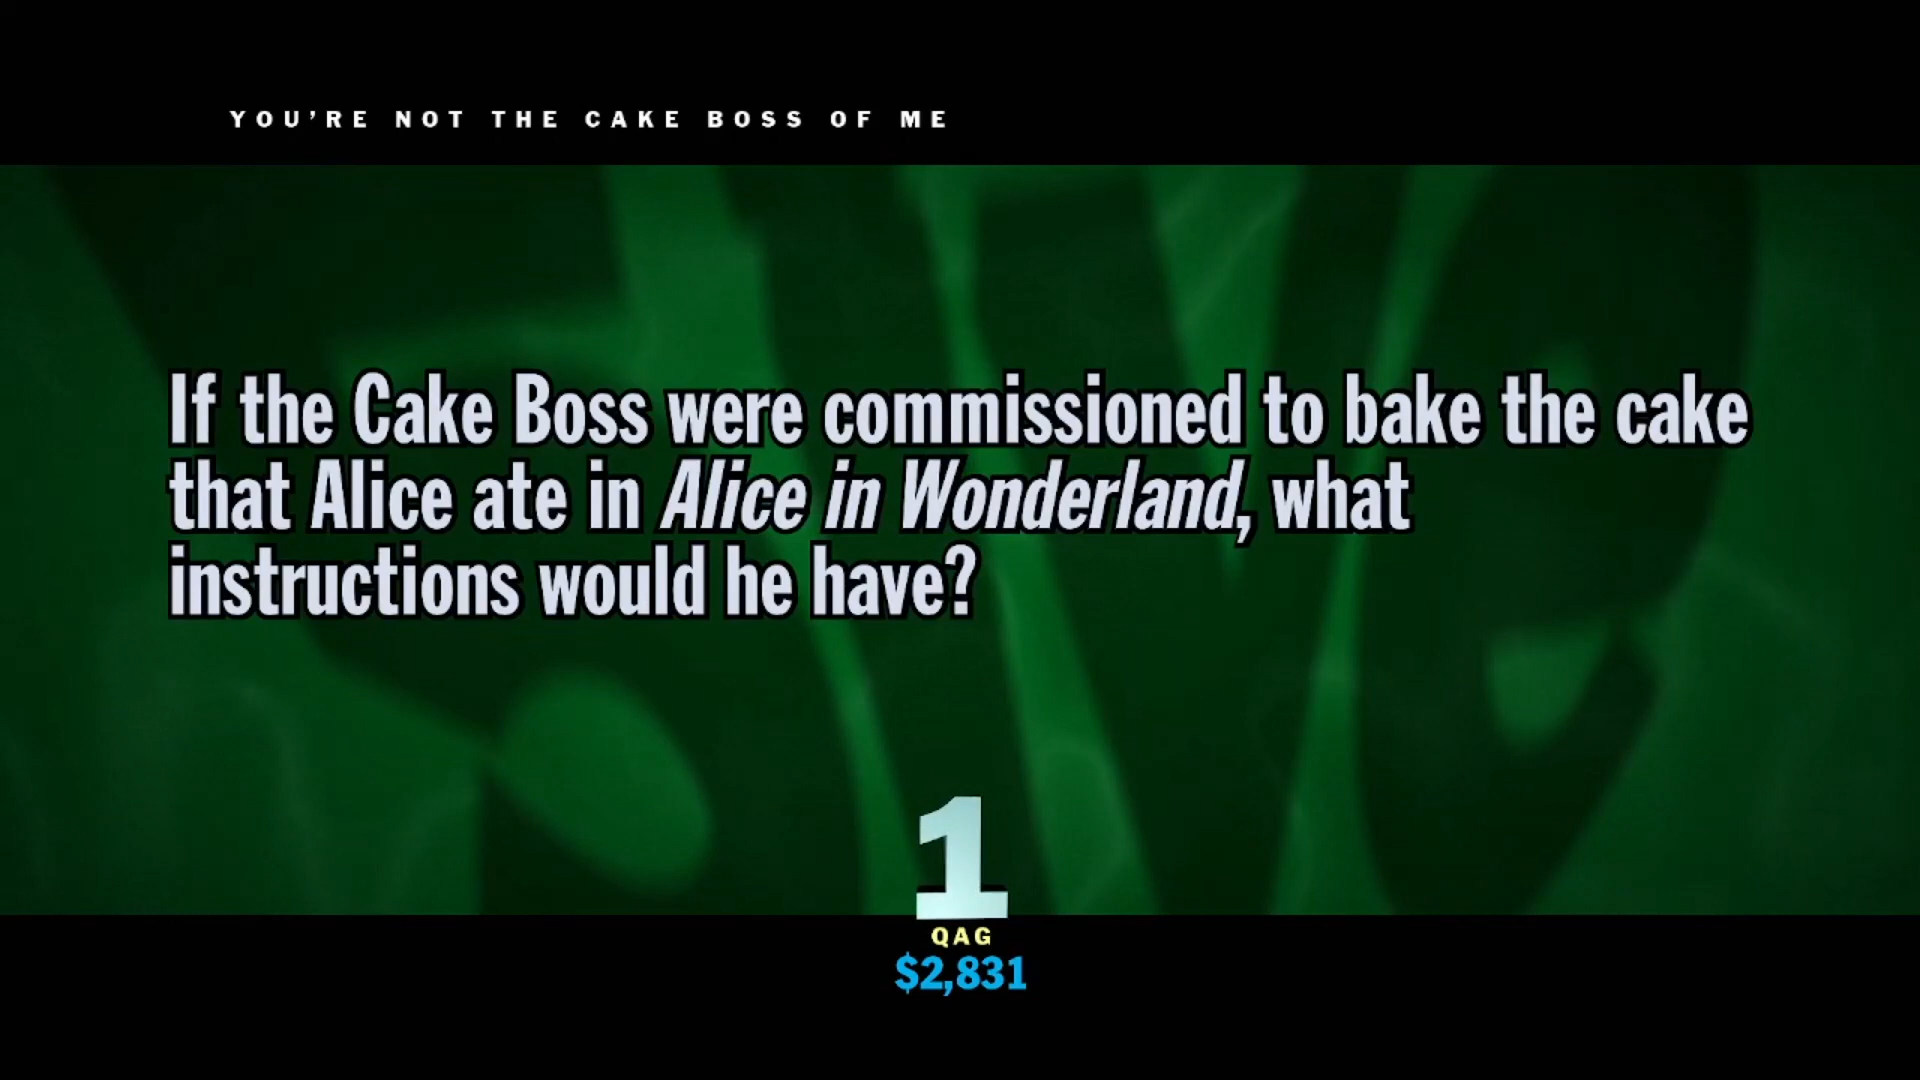 YOU'RE NOT THE CAKE BOSS OF ME
If the Cake Boss were commissioned to bake the cake
that Alice ate in Alice in Wonderland, what
instructions would he have?
1
QAG
$2,831